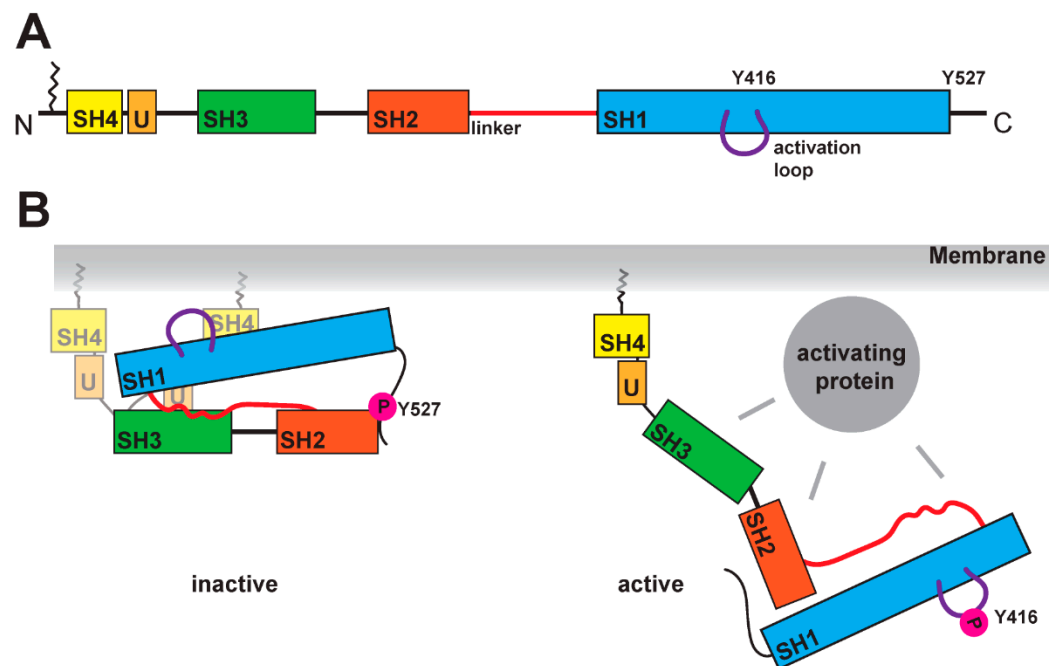 A
Y416
Y527
N
SH4
U
SH3
SH2
linker
SH1
activation
loop
C
B
Membrane
SH4
SH4
U
SH1
U
P
Y527
SH3
SH2
inactive
SH4
U
SH3
SH2
activating
protein
active
SH1
P
Y416